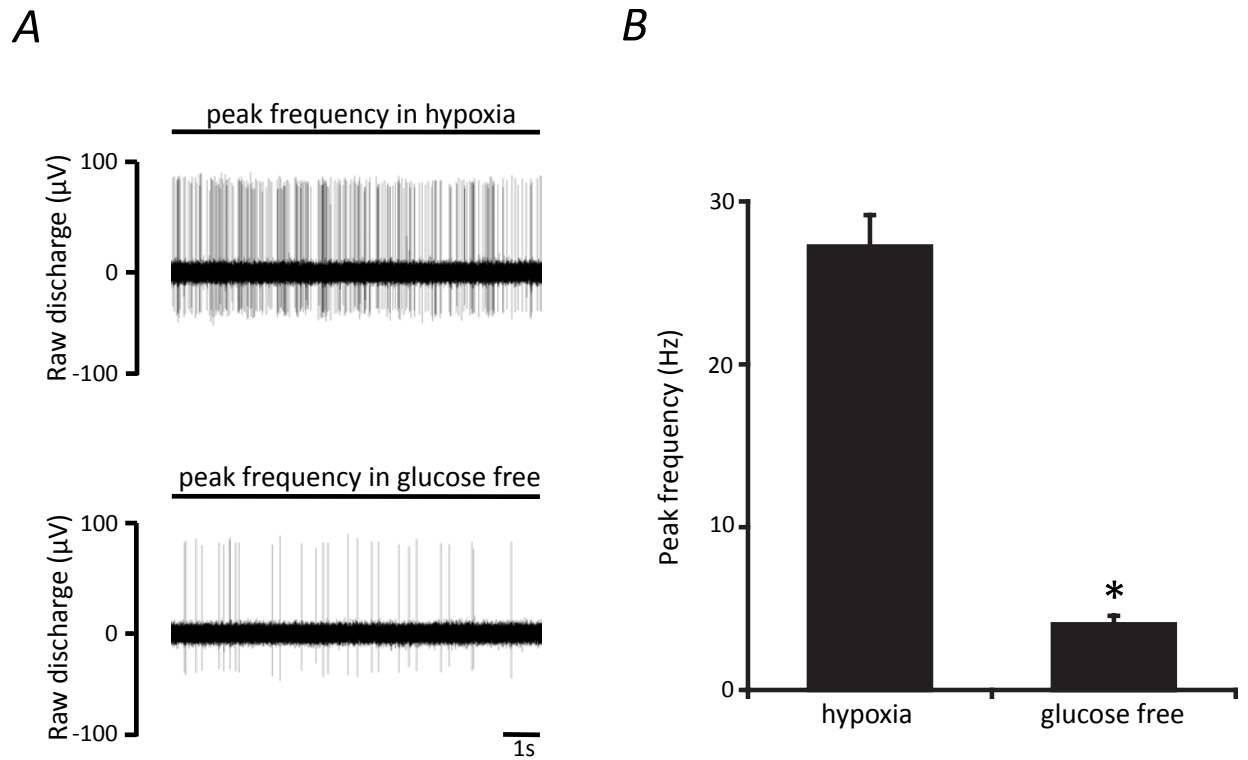 A
peak frequency in hypoxia
Raw discharge (µV)
100
0
-100
peak frequency in glucose free
Raw discharge (µV)
100
0
-100
1s
B
Peak frequency (Hz)
30
20
10
0
*
hypoxia
glucose free